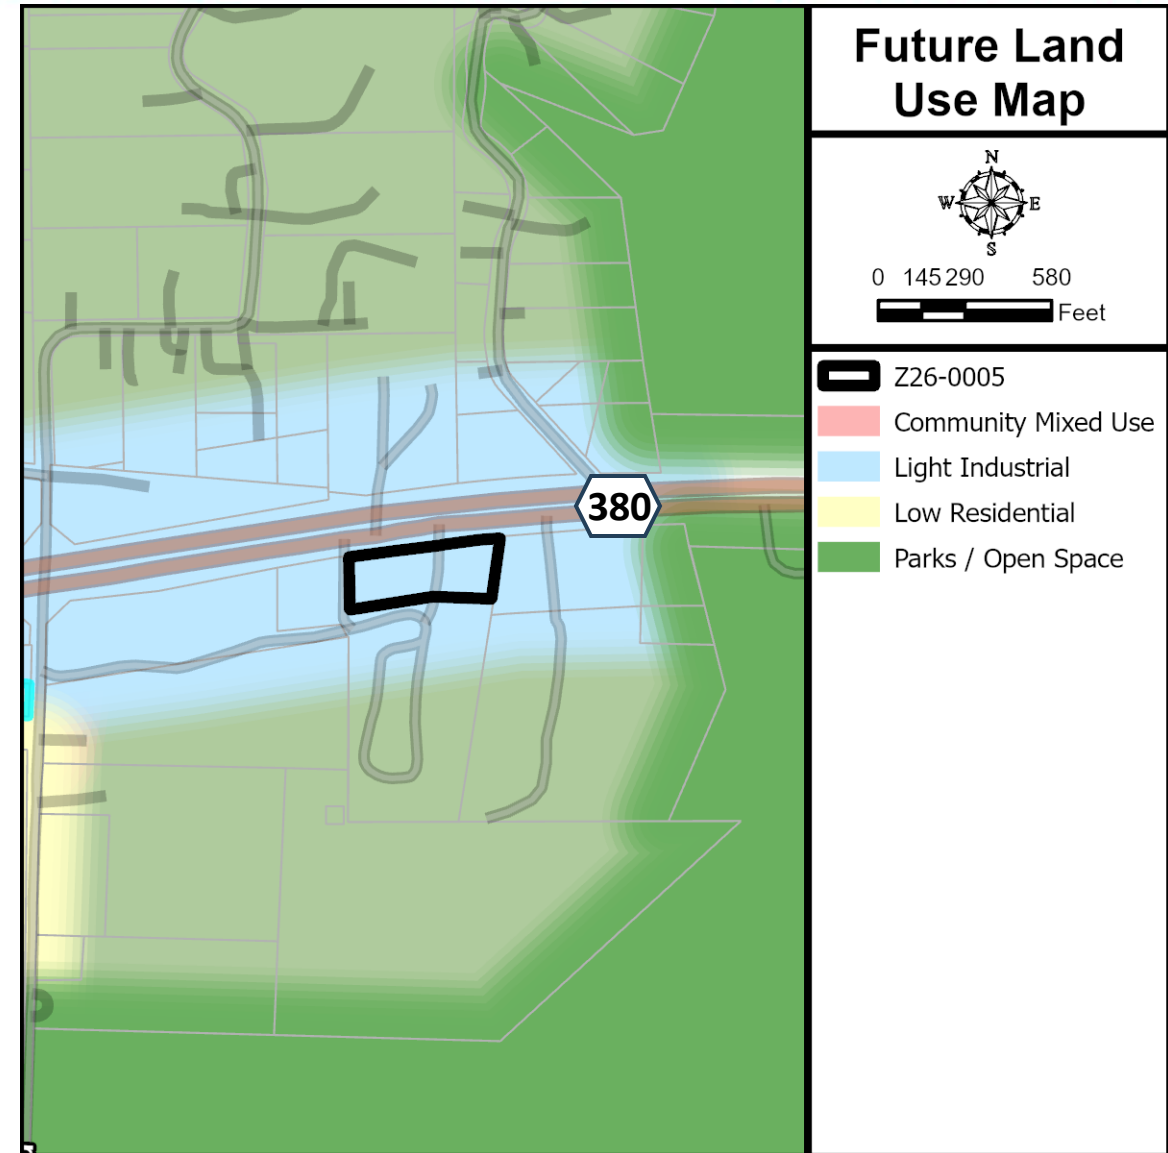 Future Land
Use Map
N
W E
S
0 145 290 580
Feet
Z26-0005
Community Mixed Use
Light Industrial
Low Residential
Parks / Open Space
380